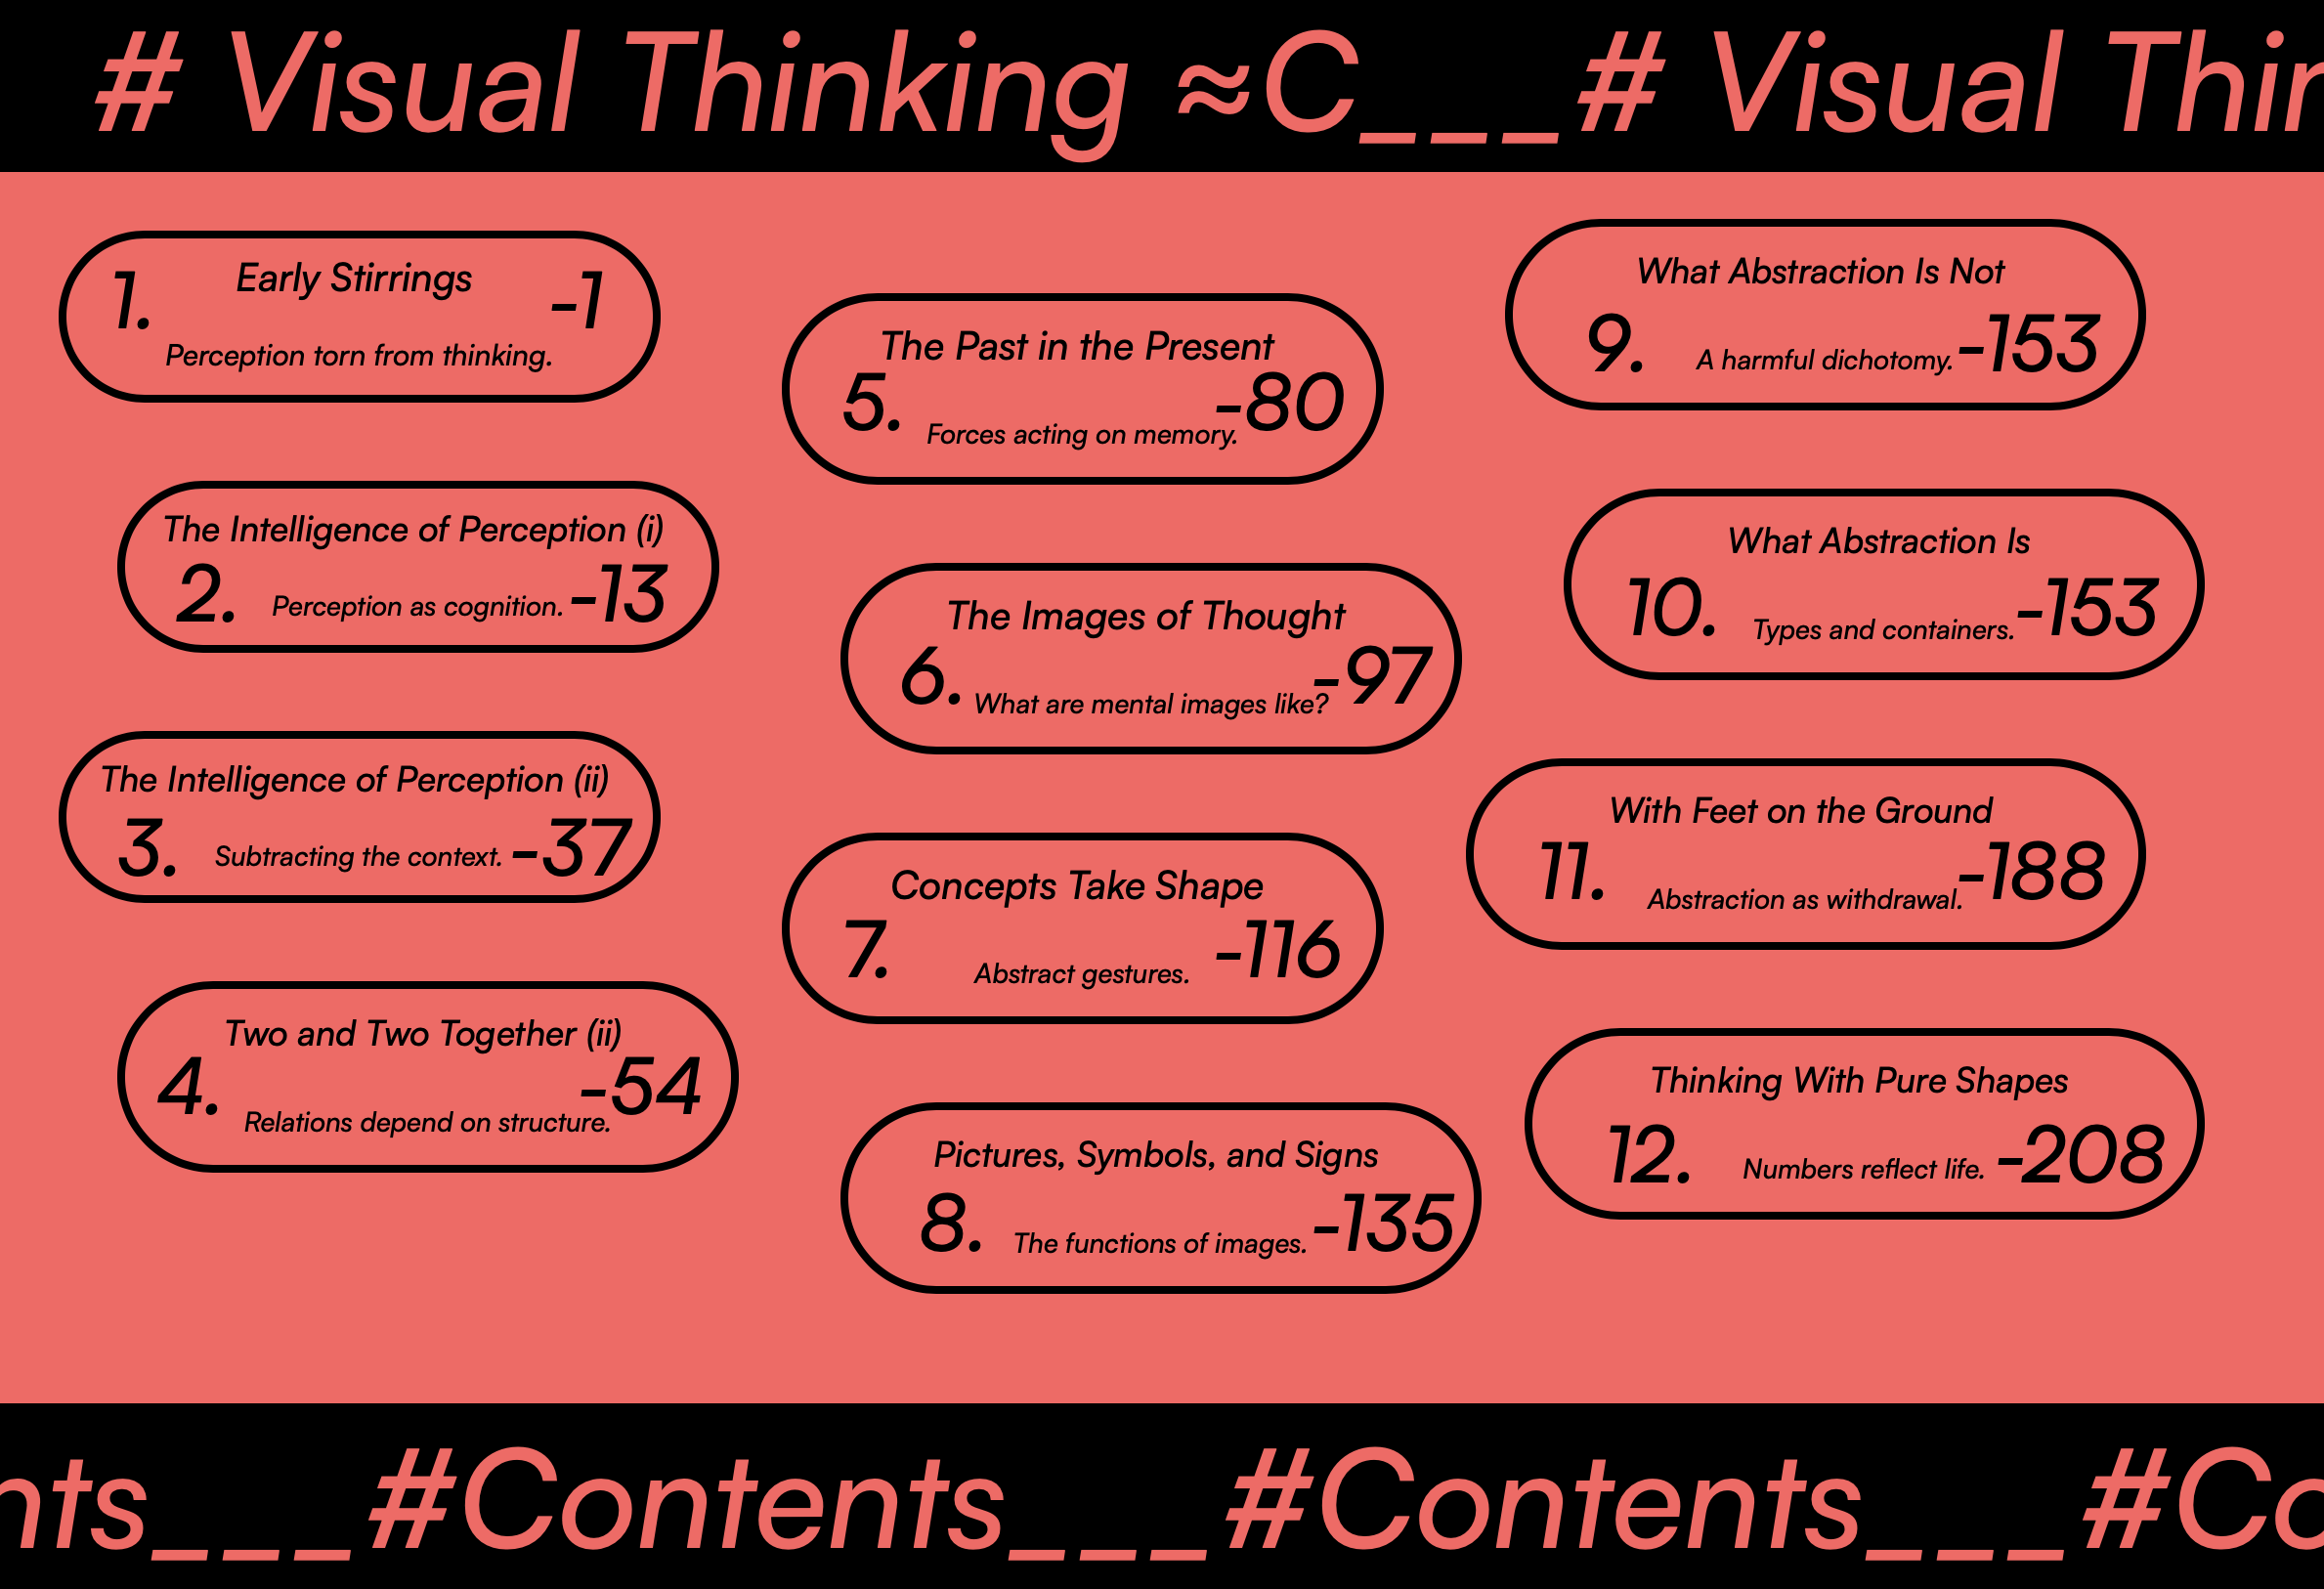 # Visual Thinking ≈C___# Visual Thin
1. Early Stirrings -1
Perception torn from thinking.
The Intelligence of Perception (i)
2. Perception as cognition. -13
The Intelligence of Perception (ii)
3. Subtracting the context. -37
Two and Two Together (ii)
4. Relations depend on structure. -54
The Past in the Present
5. Forces acting on memory. -80
The Images of Thought
6. What are mental images like? -97
Concepts Take Shape
7. Abstract gestures. -116
Pictures, Symbols, and Signs
8. The functions of images. -135
What Abstraction Is Not
9. A harmful dichotomy. -153
What Abstraction Is
10. Types and containers. -153
With Feet on the Ground
11. Abstraction as withdrawal. -188
Thinking With Pure Shapes
12. Numbers reflect life. -208
nts___#Contents___#Contents___#Co